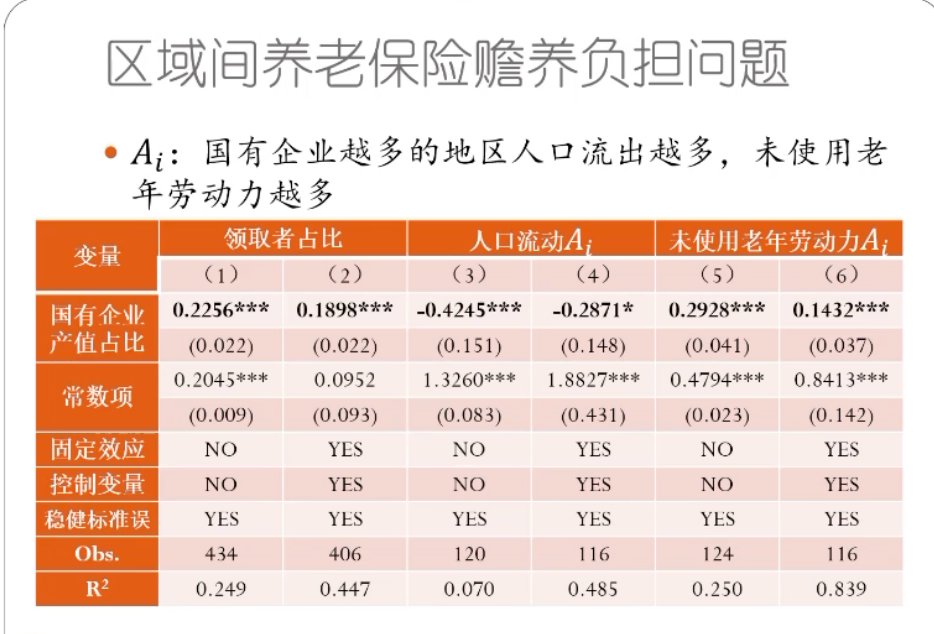 区域间养老保险赡养负担问题
• Aᵢ：国有企业越多的地区人口流出越多，未使用老
年劳动力越多
变量 领取者占比 人口流动Aᵢ 未使用老年劳动力Aᵢ
（1） （2） （3） （4） （5） （6）
国有企业 0.2256*** 0.1898*** -0.4245*** -0.2871* 0.2928*** 0.1432***
产值占比 (0.022) (0.022) (0.151) (0.148) (0.041) (0.037)
常数项 0.2045*** 0.0952 1.3260*** 1.8827*** 0.4794*** 0.8413***
(0.009) (0.093) (0.083) (0.431) (0.023) (0.142)
固定效应 NO YES NO YES NO YES
控制变量 NO YES NO YES NO YES
稳健标准误 YES YES YES YES YES YES
Obs. 434 406 120 116 124 116
R² 0.249 0.447 0.070 0.485 0.250 0.839